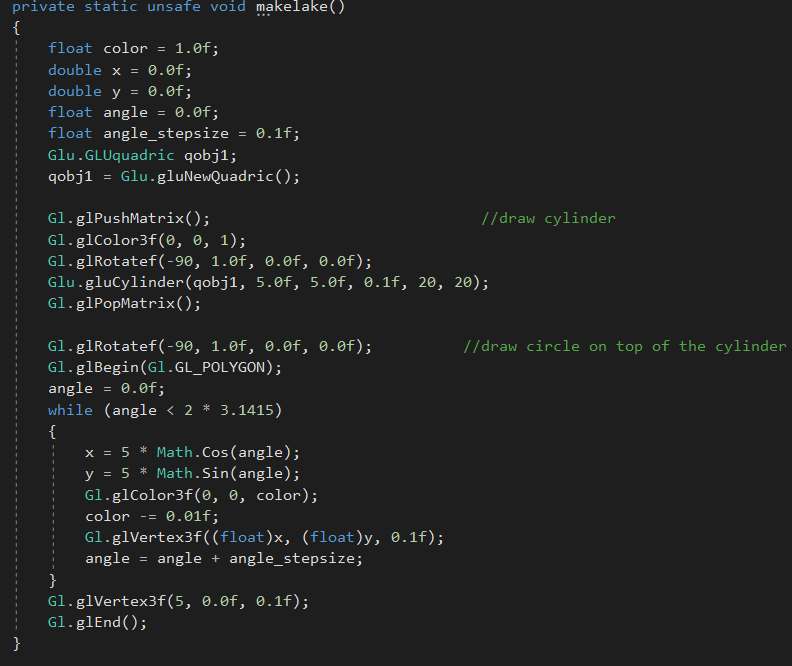 private static unsafe void makelake()
{
    float color = 1.0f;
    double x = 0.0f;
    double y = 0.0f;
    float angle = 0.0f;
    float angle_stepsize = 0.1f;
    Glu.GLUquadric qobj1;
    qobj1 = Glu.gluNewQuadric();

    Gl.glPushMatrix();                              //draw cylinder
    Gl.glColor3f(0, 0, 1);
    Gl.glRotatef(-90, 1.0f, 0.0f, 0.0f);
    Glu.gluCylinder(qobj1, 5.0f, 5.0f, 0.1f, 20, 20);
    Gl.glPopMatrix();

    Gl.glRotatef(-90, 1.0f, 0.0f, 0.0f);          //draw circle on top of the cylinder
    Gl.glBegin(Gl.GL_POLYGON);
    angle = 0.0f;
    while (angle < 2 * 3.1415)
    {
        x = 5 * Math.Cos(angle);
        y = 5 * Math.Sin(angle);
        Gl.glColor3f(0, 0, color);
        color -= 0.01f;
        Gl.glVertex3f((float)x, (float)y, 0.1f);
        angle = angle + angle_stepsize;
    }
    Gl.glVertex3f(5, 0.0f, 0.1f);
    Gl.glEnd();
}